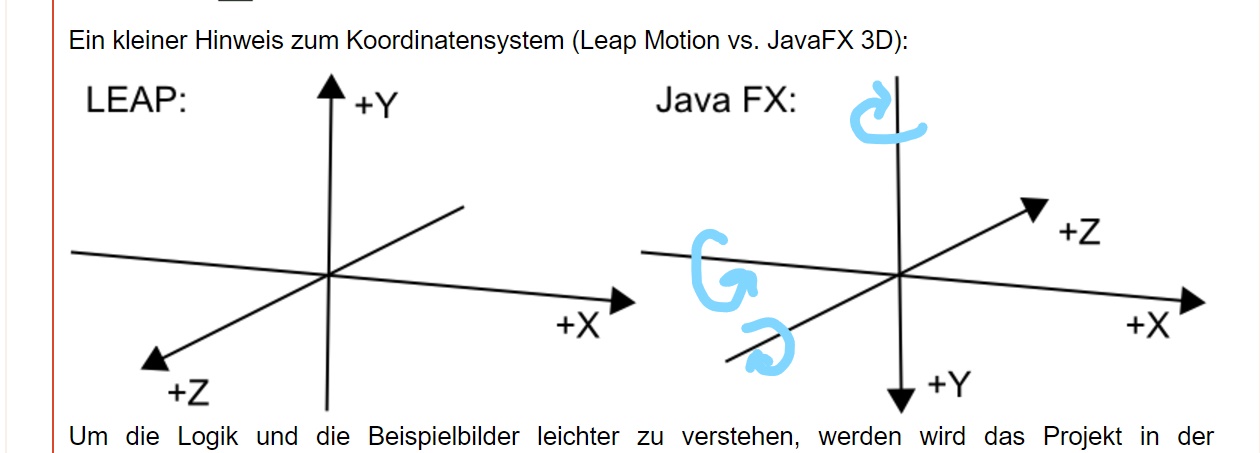 Ein kleiner Hinweis zum Koordinatensystem (Leap Motion vs. JavaFX 3D):
LEAP:
+Y
+X
+Z
Java FX:
+Z
+X
+Y
Um die Logik und die Beispielbilder leichter zu verstehen, werden wird das Projekt in der